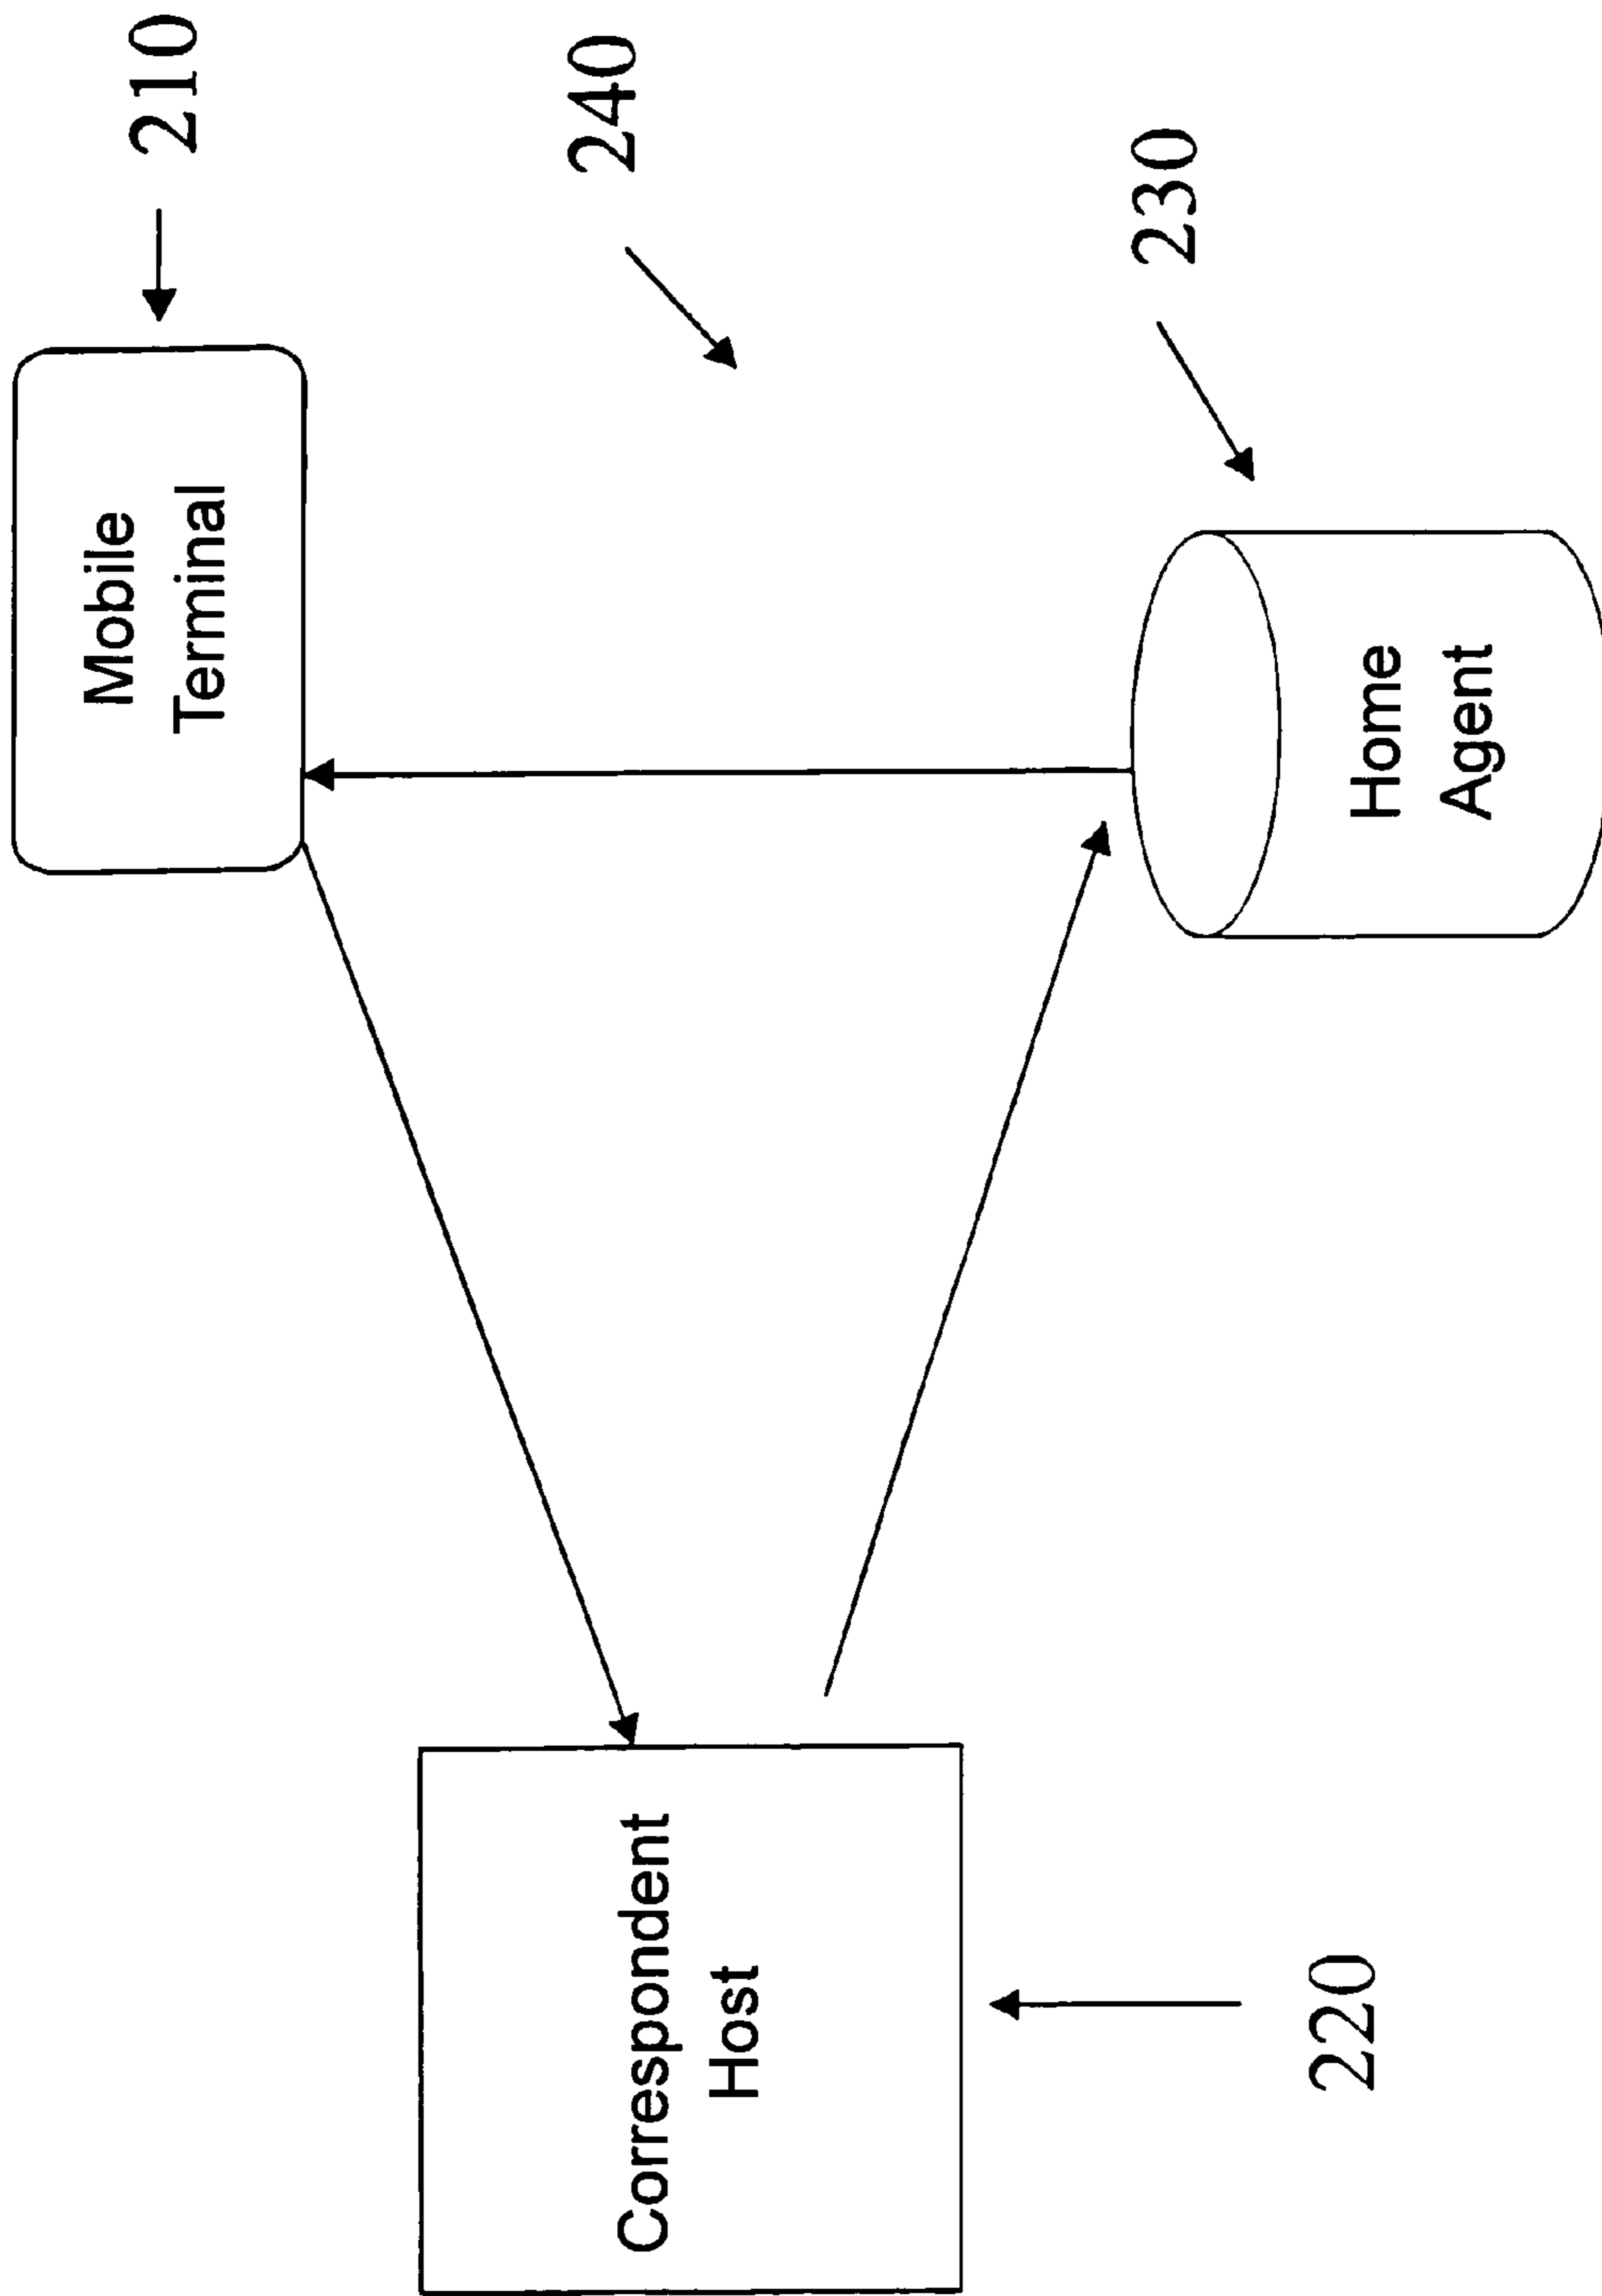 210
Mobile
Terminal
240
230
Home
Agent
Correspondent
Host
220